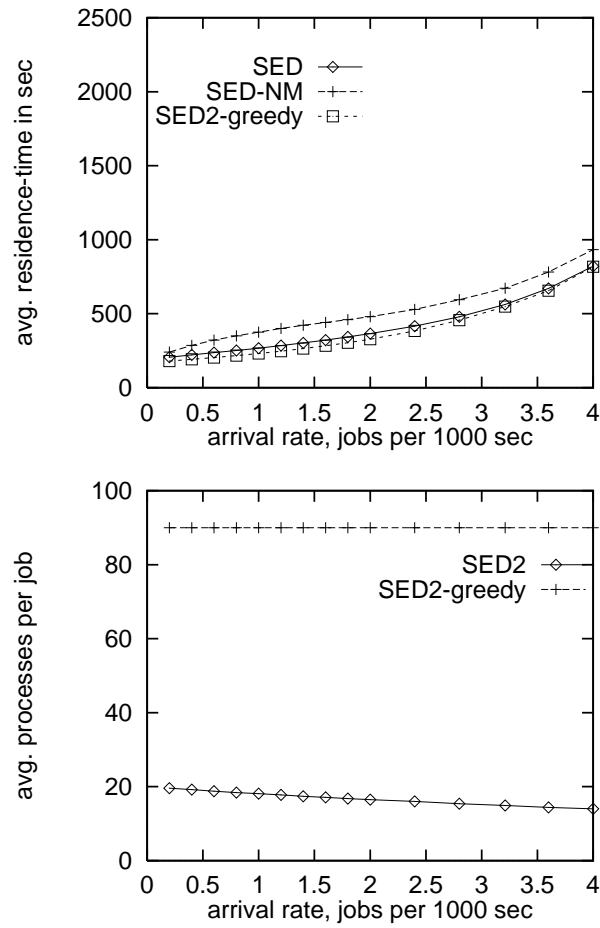 2500
2000
1500
1000
500
0
avg. residence-time in sec
SED
SED-NM
SED2-greedy
0 0.5 1 1.5 2 2.5 3 3.5 4
arrival rate, jobs per 1000 sec
100
80
60
40
20
0
avg. processes per job
SED2
SED2-greedy
0 0.5 1 1.5 2 2.5 3 3.5 4
arrival rate, jobs per 1000 sec